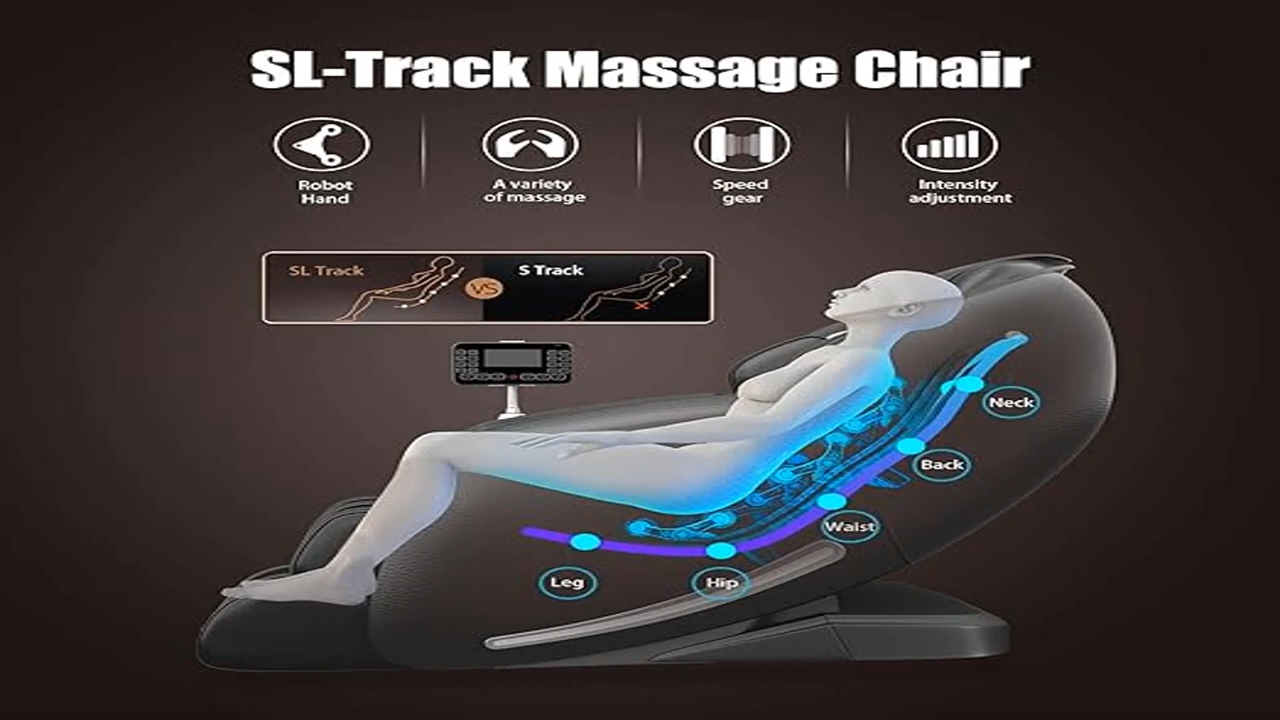 SL-Track Massage Chair
Robot
Hand
A variety
of massage
Speed
gear
Intensity
adjustment
SL Track
VS
S Track
Neck
Back
Waist
Leg
Hip